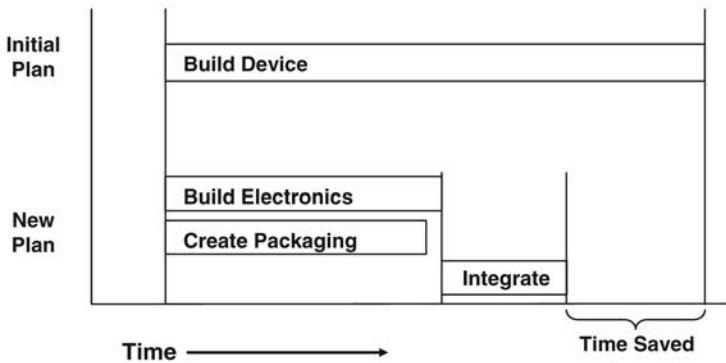 Initial
Plan
Build Device
Build Electronics
New
Plan
Create Packaging
Integrate
Time Saved
Time